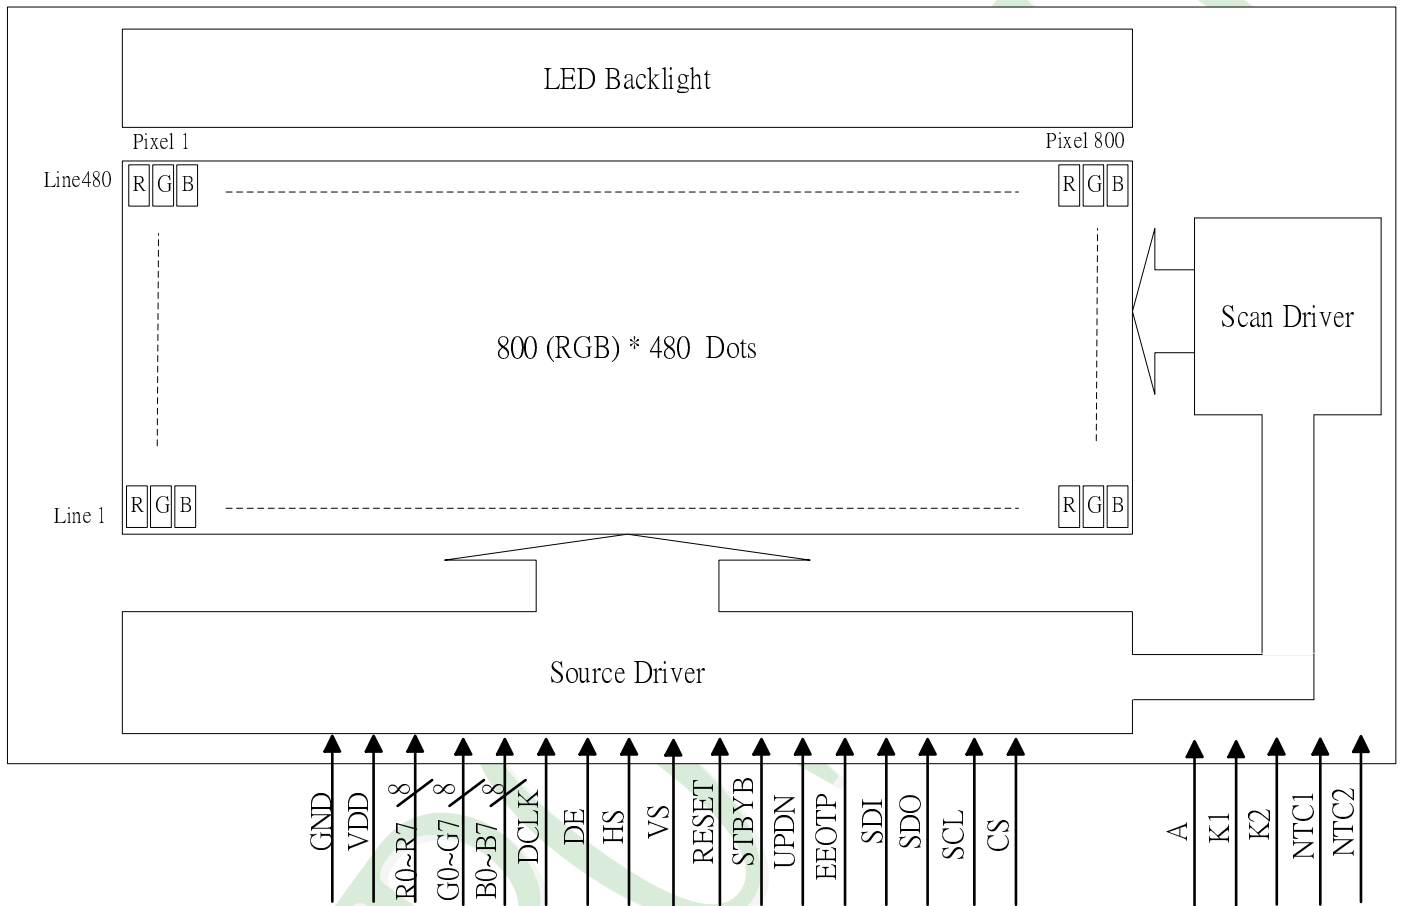 LED Backlight
Pixel 1
Pixel 800
Line480
R G B
R G B
Scan Driver
800 (RGB) * 480 Dots
Line 1
R G B
R G B
Source Driver
GND
VDD
R0~R7
8
G0~G7
8
B0~B7
8
DCLK
DE
HS
VS
RESET
STBYB
UPDN
EEOTP
SDI
SDO
SCL
CS
A
K1
K2
NTC1
NTC2